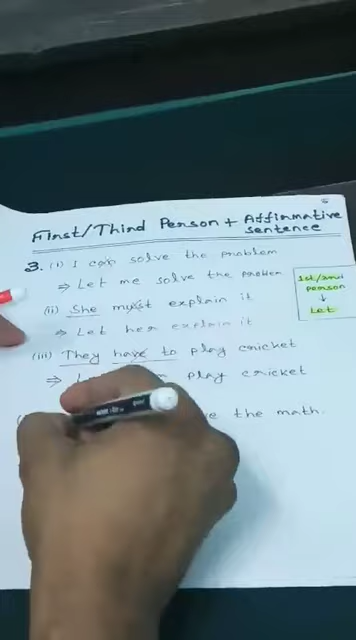 First/Third Person + Affirmative
sentence
3. (i) I can solve the problem
⇒ Let me solve the problem
1st/2nd
person
↓
Let
(ii) She must explain it
⇒ Let her explain it
(iii) They have to play cricket
⇒ play cricket
the math.